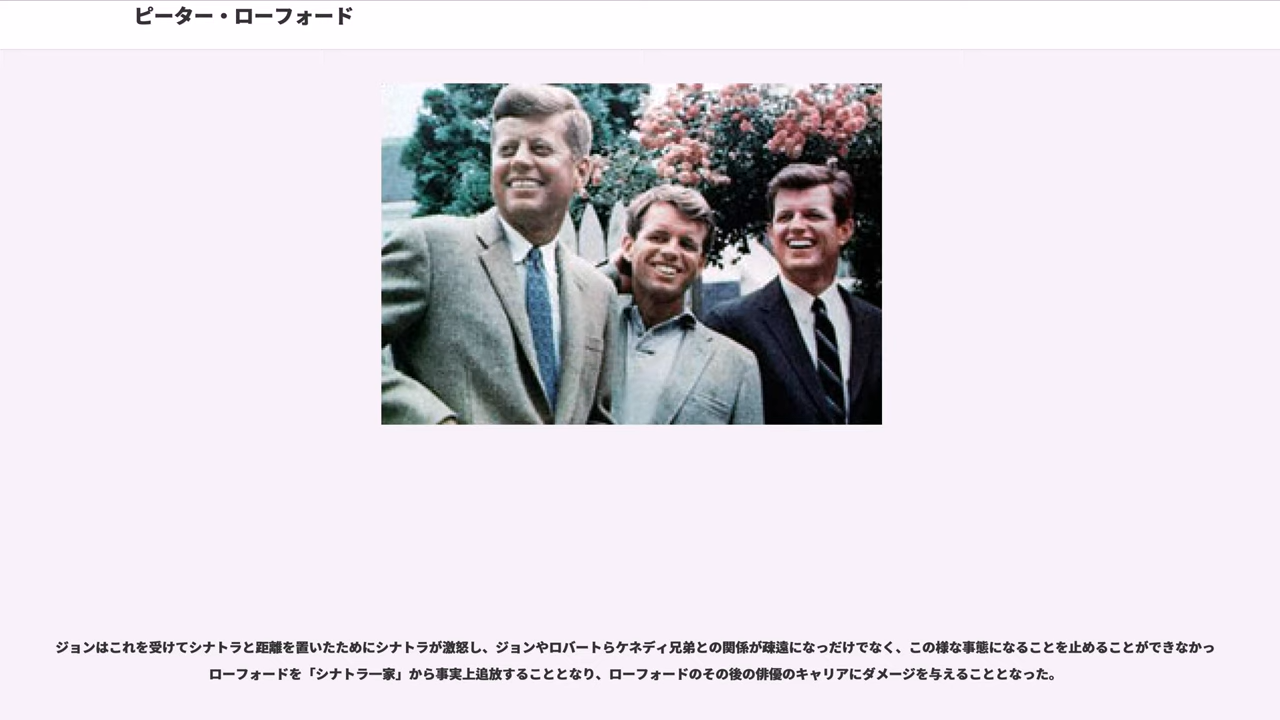 ピーター・ローフォード
ジョンはこれを受けてシナトラと距離を置いたためにシナトラが激怒し、ジョンやロバートらケネディ兄弟との関係が疎遠になっだけでなく、この様な事態になることを止めることができなかっ
ローフォードを「シナトラ一家」から事実上追放することとなり、ローフォードのその後の俳優のキャリアにダメージを与えることとなった。